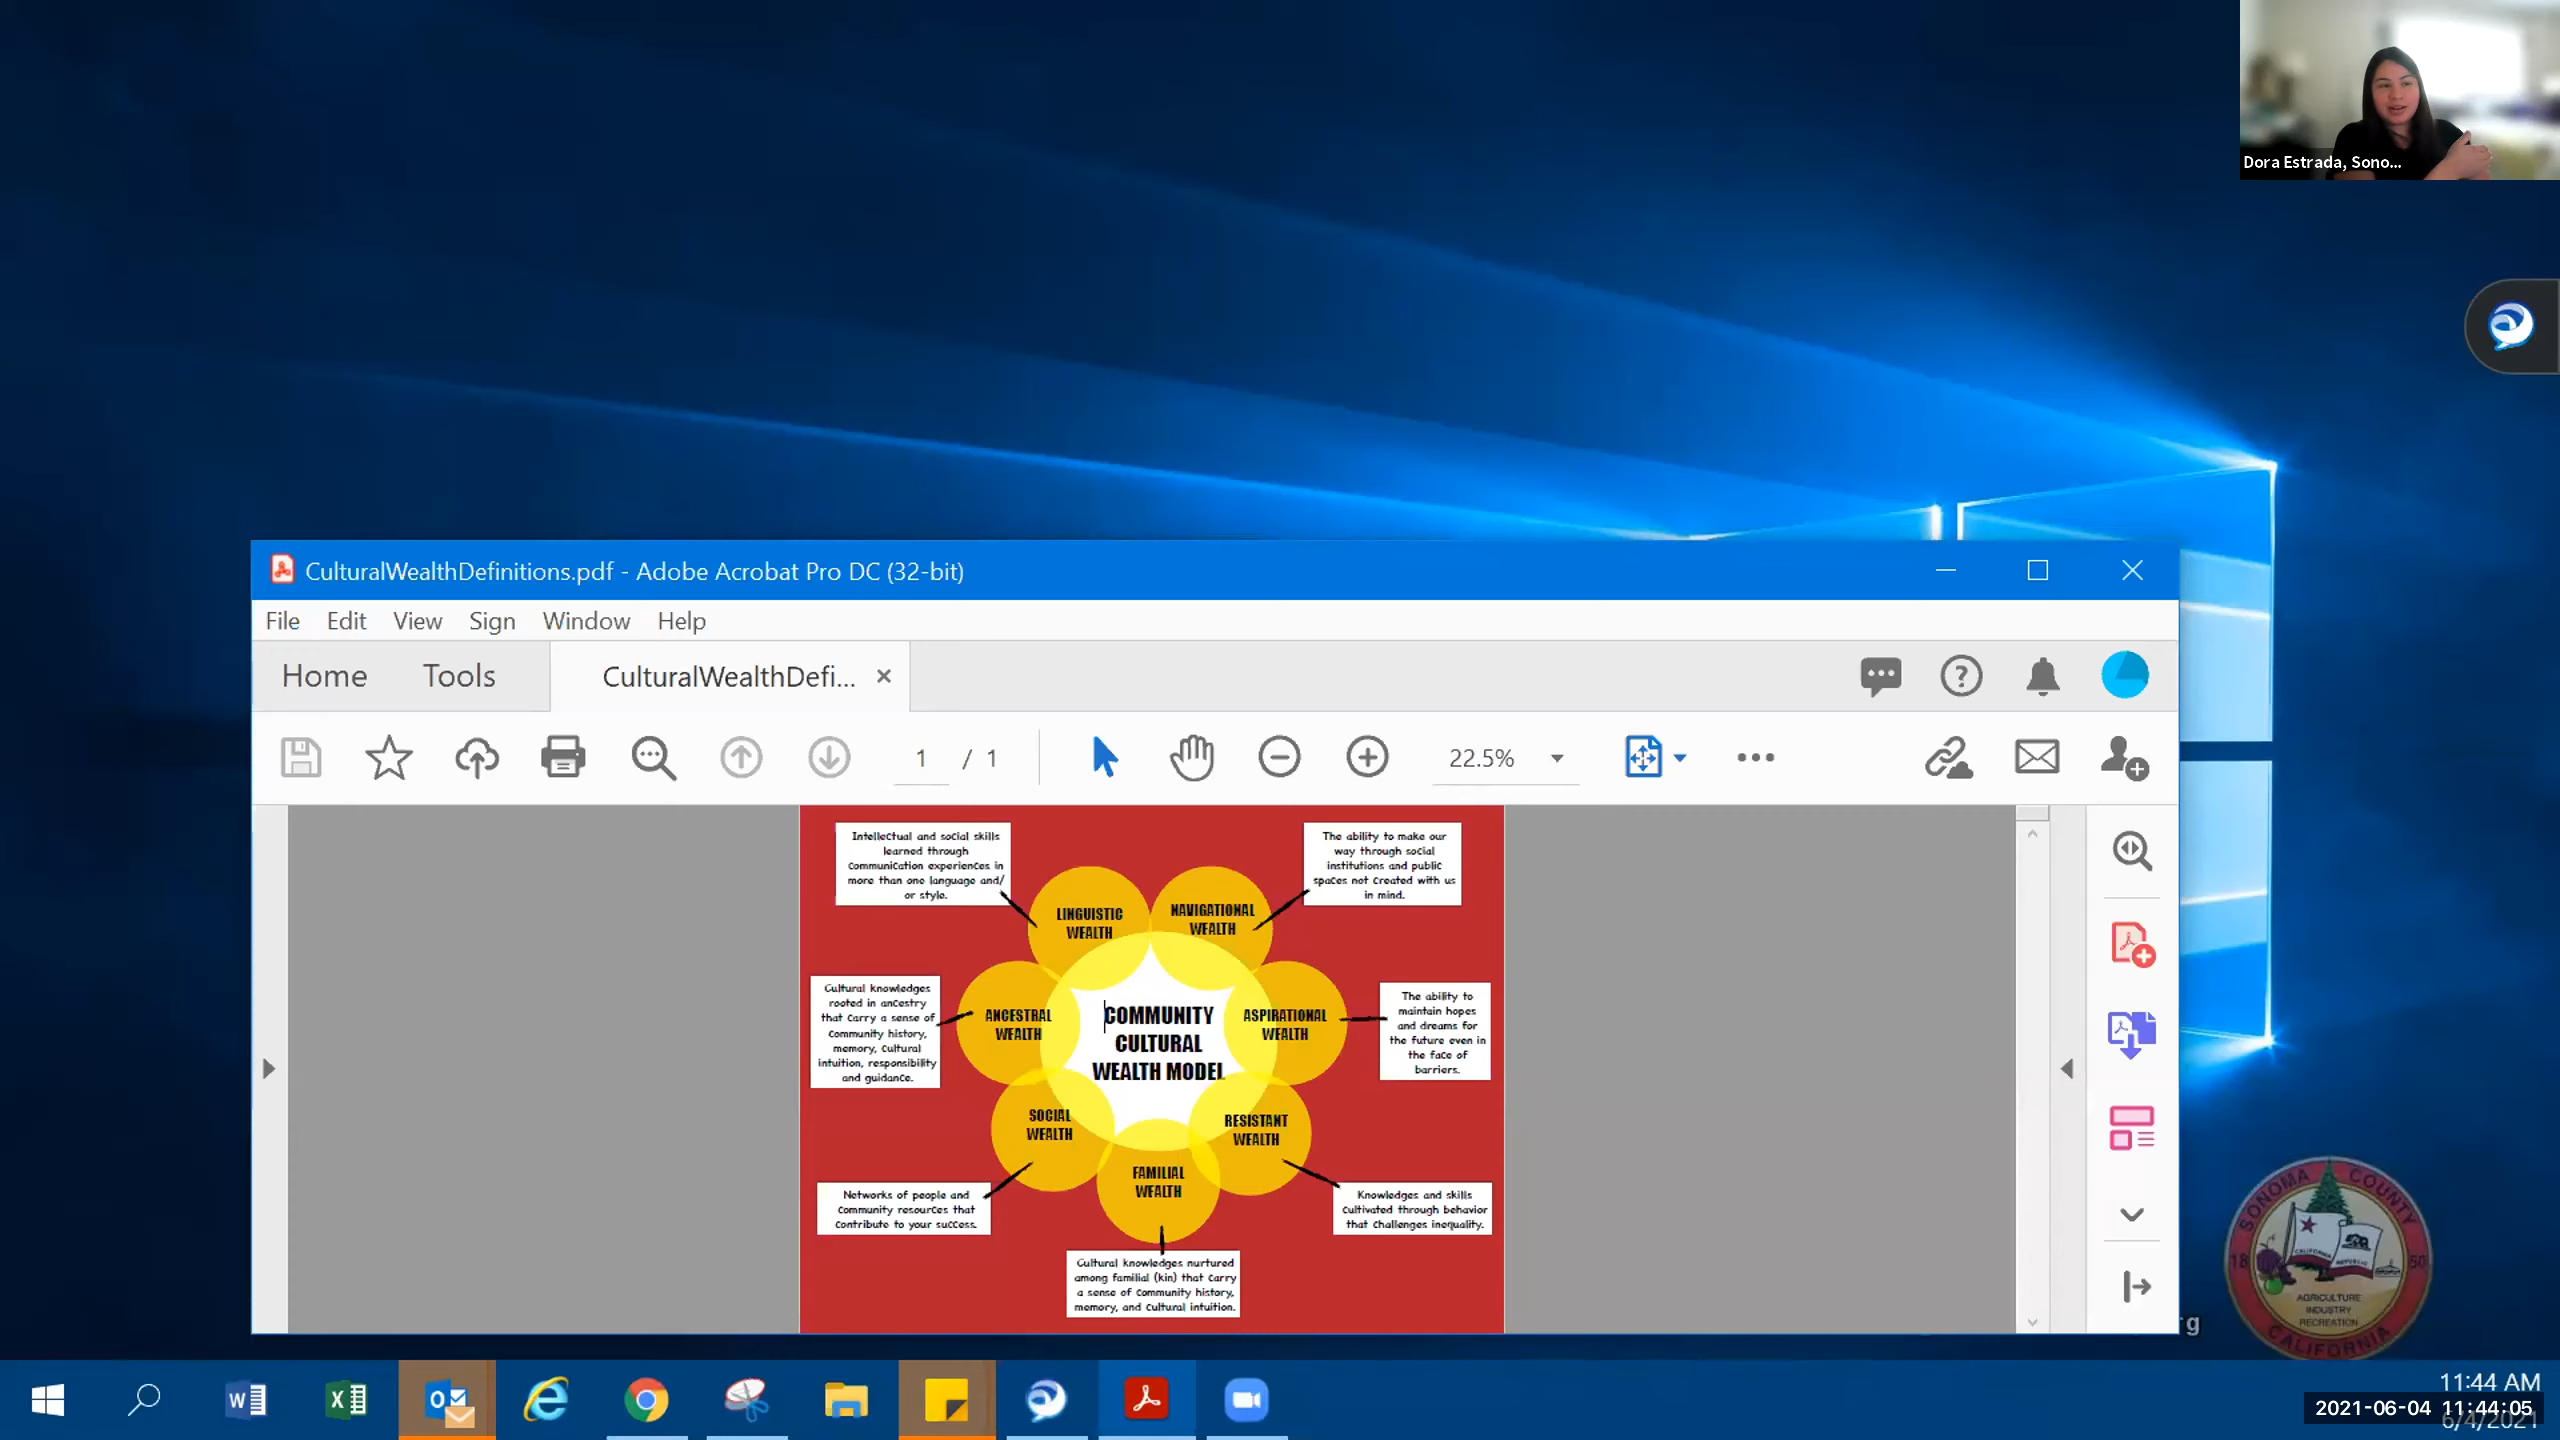 Dora Estrada, Sono...
CulturalWealthDefinitions.pdf - Adobe Acrobat Pro DC (32-bit)
File Edit View Sign Window Help
Home Tools CulturalWealthDefi...
1 / 1 22.5%
Intellectual and social skills
learned through
communication experiences in
more than one language and/
or style.
The ability to make our
way through social
institutions and public
spaces not created with us
in mind.
LINGUISTIC
WEALTH
NAVIGATIONAL
WEALTH
Cultural knowledges
rooted in ancestry
that carry a sense of
community history,
memory, cultural
intuition, responsibility
and guidance.
ANCESTRAL
WEALTH
COMMUNITY
CULTURAL
WEALTH MODEL
ASPIRATIONAL
WEALTH
The ability to
maintain hopes
and dreams for
the future even in
the face of
barriers.
SOCIAL
WEALTH
RESISTANT
WEALTH
FAMILIAL
WEALTH
Networks of people and
community resources that
contribute to your success.
Knowledges and skills
cultivated through behavior
that challenges inequality.
Cultural knowledges nurtured
among familial (kin) that carry
a sense of community history,
memory, and cultural intuition.
SONOMA COUNTY
CALIFORNIA REPUBLIC
18 50
AGRICULTURE
INDUSTRY
RECREATION
CALIFORNIA
rg
11:44 AM
2021-06-04 11:44:05
6/4/2021